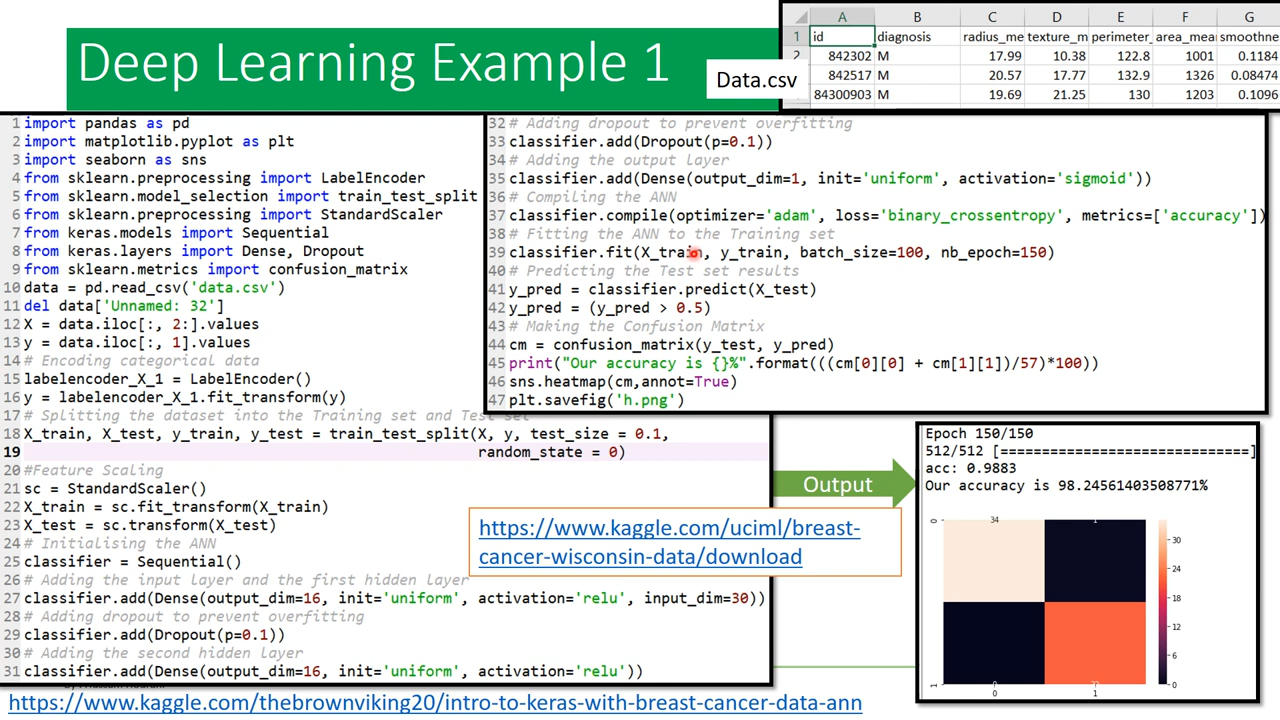 Deep Learning Example 1
Data.csv
A B C D E F G
1 id diagnosis radius_me texture_m perimeter_ area_mean smoothne
2 842302 M 17.99 10.38 122.8 1001 0.1184
842517 M 20.57 17.77 132.9 1326 0.08474
84300903 M 19.69 21.25 130 1203 0.1096
1 import pandas as pd
2 import matplotlib.pyplot as plt
3 import seaborn as sns
4 from sklearn.preprocessing import LabelEncoder
5 from sklearn.model_selection import train_test_split
6 from sklearn.preprocessing import StandardScaler
7 from keras.models import Sequential
8 from keras.layers import Dense, Dropout
9 from sklearn.metrics import confusion_matrix
10 data = pd.read_csv('data.csv')
11 del data['Unnamed: 32']
12 X = data.iloc[:, 2:].values
13 y = data.iloc[:, 1].values
14 # Encoding categorical data
15 labelencoder_X_1 = LabelEncoder()
16 y = labelencoder_X_1.fit_transform(y)
17 # Splitting the dataset into the Training set and Test set
18 X_train, X_test, y_train, y_test = train_test_split(X, y, test_size = 0.1,
19 random_state = 0)
20 #Feature Scaling
21 sc = StandardScaler()
22 X_train = sc.fit_transform(X_train)
23 X_test = sc.transform(X_test)
24 # Initialising the ANN
25 classifier = Sequential()
26 # Adding the input layer and the first hidden layer
27 classifier.add(Dense(output_dim=16, init='uniform', activation='relu', input_dim=30))
28 # Adding dropout to prevent overfitting
29 classifier.add(Dropout(p=0.1))
30 # Adding the second hidden layer
31 classifier.add(Dense(output_dim=16, init='uniform', activation='relu'))
32 # Adding dropout to prevent overfitting
33 classifier.add(Dropout(p=0.1))
34 # Adding the output layer
35 classifier.add(Dense(output_dim=1, init='uniform', activation='sigmoid'))
36 # Compiling the ANN
37 classifier.compile(optimizer='adam', loss='binary_crossentropy', metrics=['accuracy'])
38 # Fitting the ANN to the Training set
39 classifier.fit(X_train, y_train, batch_size=100, nb_epoch=150)
40 # Predicting the Test set results
41 y_pred = classifier.predict(X_test)
42 y_pred = (y_pred > 0.5)
43 # Making the Confusion Matrix
44 cm = confusion_matrix(y_test, y_pred)
45 print("Our accuracy is {}%".format(((cm[0][0] + cm[1][1])/57)*100))
46 sns.heatmap(cm,annot=True)
47 plt.savefig('h.png')
Output
https://www.kaggle.com/uciml/breast-
cancer-wisconsin-data/download
Epoch 150/150
512/512 [==============================]
acc: 0.9883
Our accuracy is 98.24561403508771%
0 34 1
30
24
18
12
6
0
1
0 1
https://www.kaggle.com/thebrownviking20/intro-to-keras-with-breast-cancer-data-ann